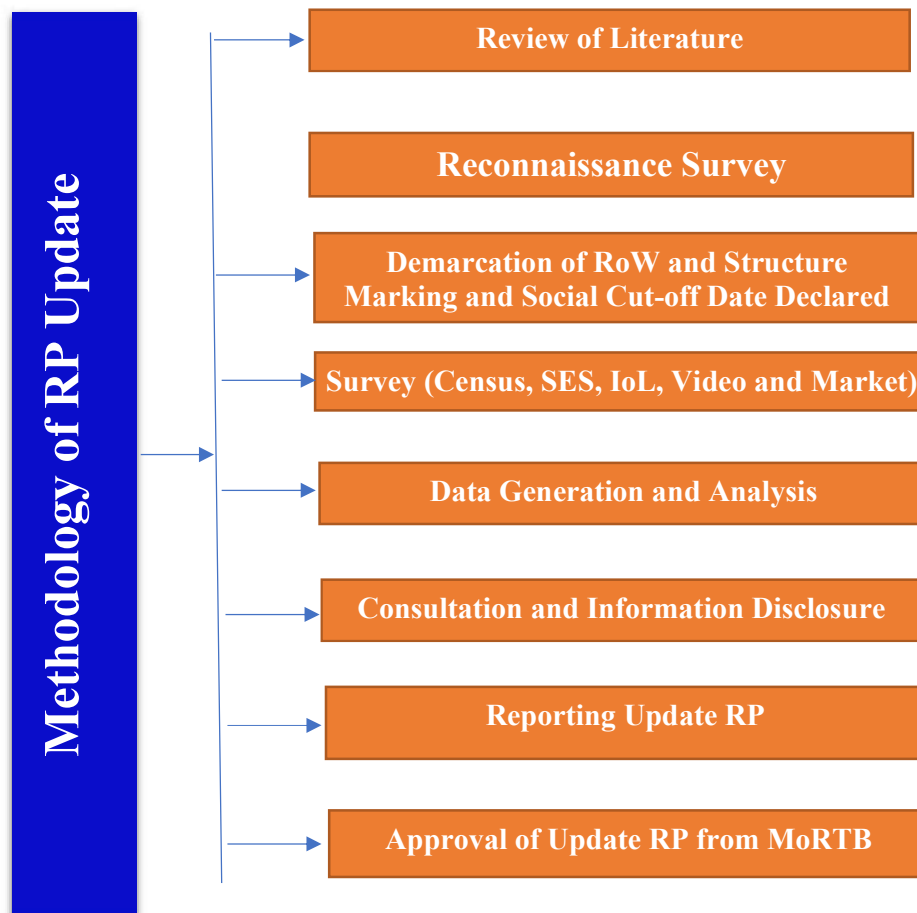 Methodology of RP Update
Review of Literature
Reconnaissance Survey
Demarcation of RoW and Structure
Marking and Social Cut-off Date Declared
Survey (Census, SES, IoL, Video and Market)
Data Generation and Analysis
Consultation and Information Disclosure
Reporting Update RP
Approval of Update RP from MoRTB